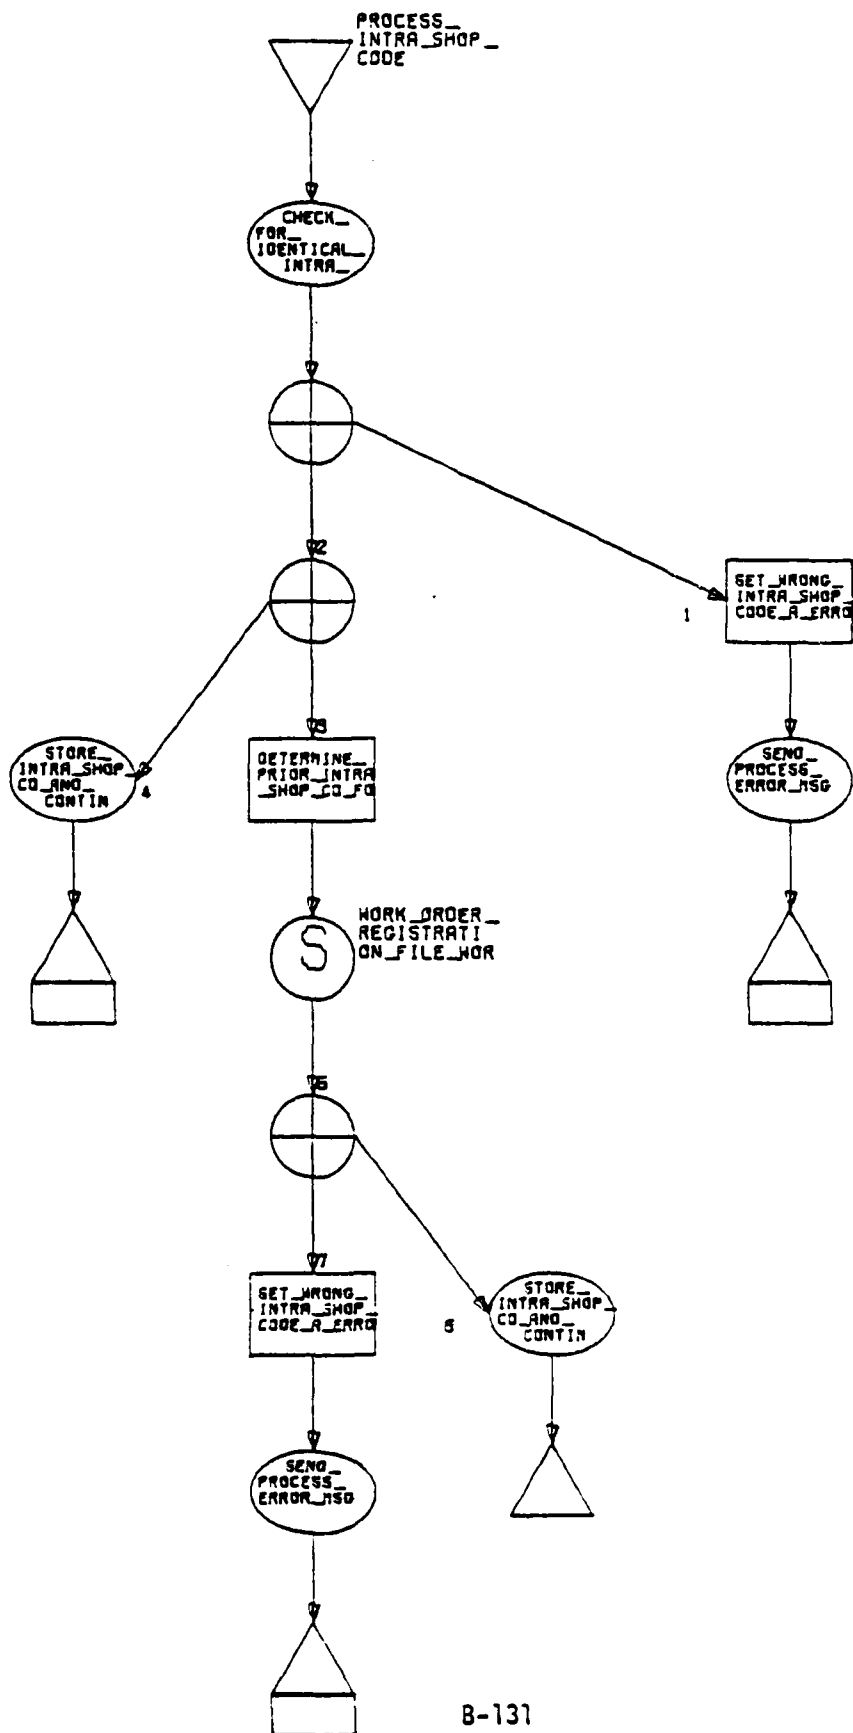 PROCESS_
INTRA_SHOP_
CODE
CHECK_
FOR_
IDENTICAL_
INTRA_
2
SET_WRONG_
INTRA_SHOP_
CODE_A_ERRO
1
3
STORE_
INTRA_SHOP_
CO_AND_
CONTIN
4
DETERMINE_
PRIOR_INTRA
_SHOP_CO_FO
SEND_
PROCESS_
ERROR_MSG
S
WORK_ORDER_
REGISTRATI
ON_FILE_WOR
5
7
SET_WRONG_
INTRA_SHOP_
CODE_A_ERRO
6
STORE_
INTRA_SHOP_
CO_AND_
CONTIN
SEND_
PROCESS_
ERROR_MSG
B-131